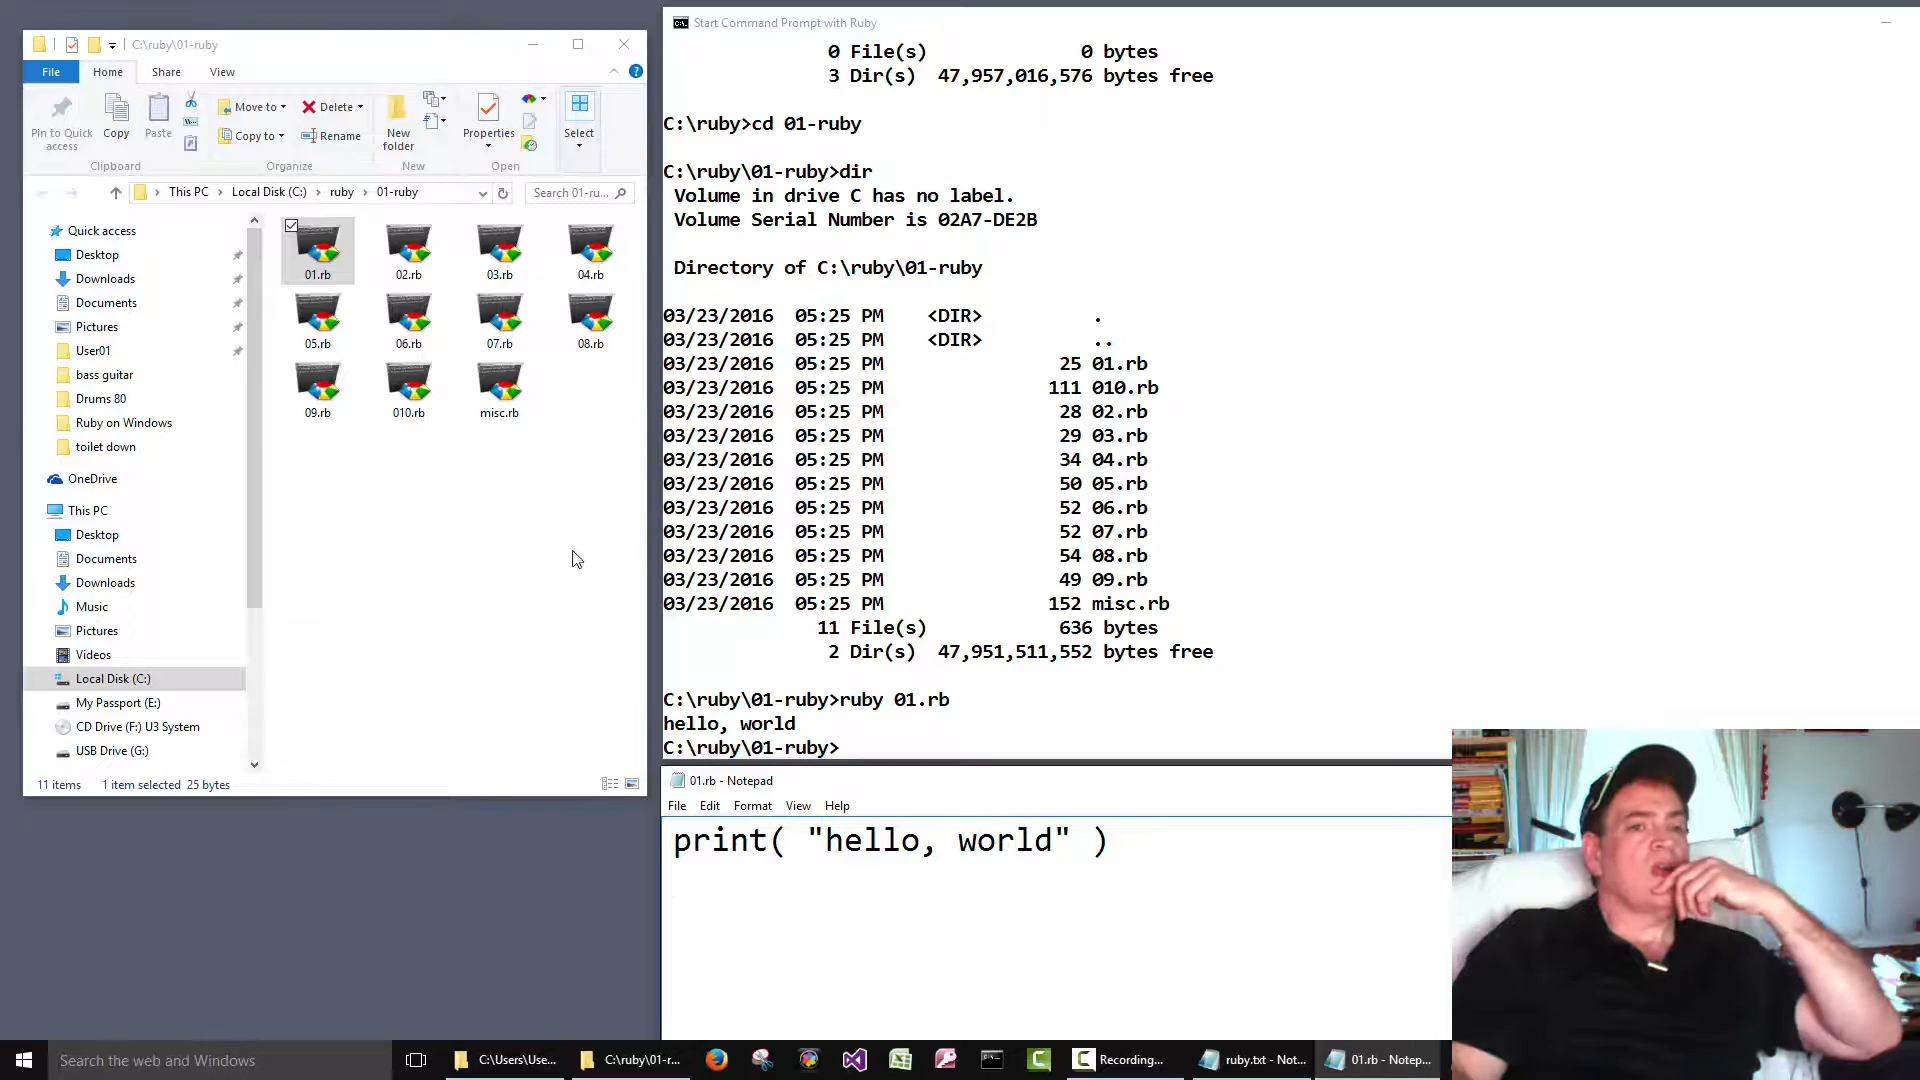 C:\ruby\01-ruby
File Home Share View
Pin to Quick access
Copy
Paste
Move to
Copy to
Delete
Rename
New folder
Properties
Select
Clipboard Organize New Open
This PC Local Disk (C:) ruby 01-ruby
Search 01-ru...
Quick access
Desktop
Downloads
Documents
Pictures
User01
bass guitar
Drums 80
Ruby on Windows
toilet down
OneDrive
This PC
Desktop
Documents
Downloads
Music
Pictures
Videos
Local Disk (C:)
My Passport (E:)
CD Drive (F:) U3 System
USB Drive (G:)
01.rb 02.rb 03.rb 04.rb
05.rb 06.rb 07.rb 08.rb
09.rb 010.rb misc.rb
11 items 1 item selected 25 bytes
Start Command Prompt with Ruby
0 File(s) 0 bytes
3 Dir(s) 47,957,016,576 bytes free
C:\ruby>cd 01-ruby
C:\ruby\01-ruby>dir
Volume in drive C has no label.
Volume Serial Number is 02A7-DE2B
Directory of C:\ruby\01-ruby
03/23/2016 05:25 PM <DIR> .
03/23/2016 05:25 PM <DIR> ..
03/23/2016 05:25 PM 25 01.rb
03/23/2016 05:25 PM 111 010.rb
03/23/2016 05:25 PM 28 02.rb
03/23/2016 05:25 PM 29 03.rb
03/23/2016 05:25 PM 34 04.rb
03/23/2016 05:25 PM 50 05.rb
03/23/2016 05:25 PM 52 06.rb
03/23/2016 05:25 PM 52 07.rb
03/23/2016 05:25 PM 54 08.rb
03/23/2016 05:25 PM 49 09.rb
03/23/2016 05:25 PM 152 misc.rb
11 File(s) 636 bytes
2 Dir(s) 47,951,511,552 bytes free
C:\ruby\01-ruby>ruby 01.rb
hello, world
C:\ruby\01-ruby>
01.rb - Notepad
File Edit Format View Help
print( "hello, world" )
Search the web and Windows
C:\Users\Use...
C:\ruby\01-r...
Recording...
ruby.txt - Not...
01.rb - Notep...